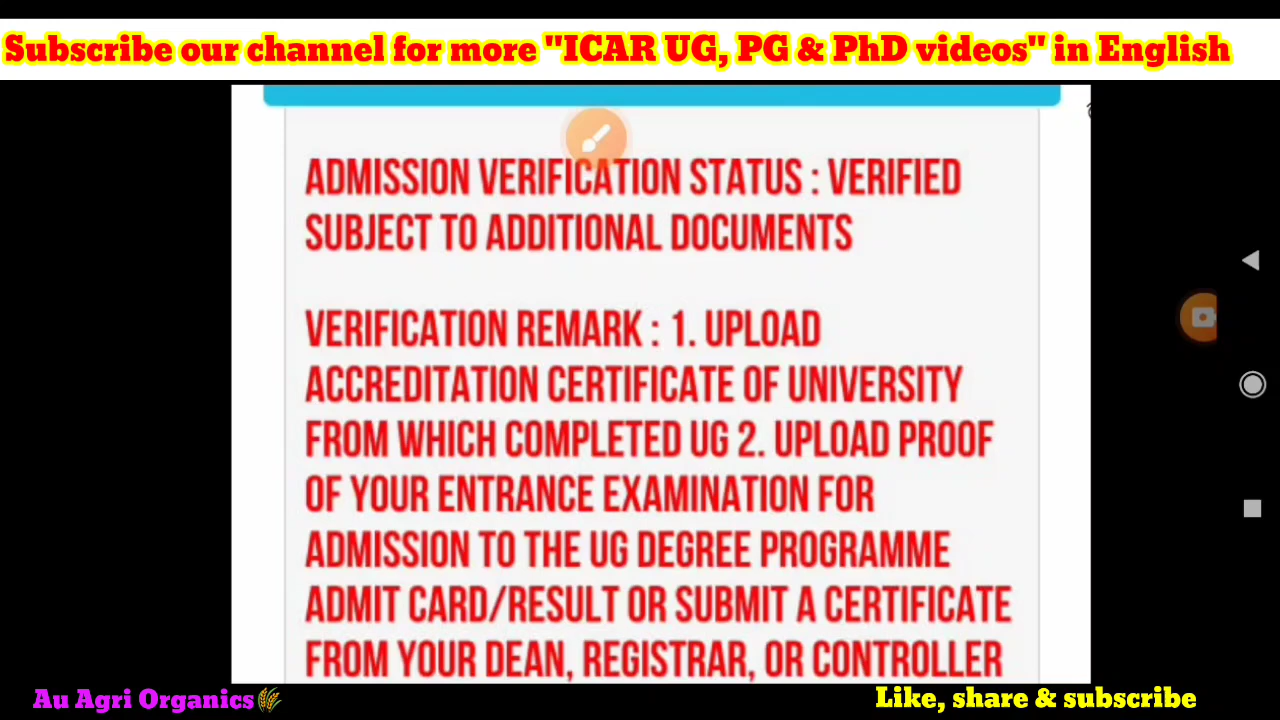 Subscribe our channel for more "ICAR UG, PG & PhD videos" in English
ADMISSION VERIFICATION STATUS : VERIFIED
SUBJECT TO ADDITIONAL DOCUMENTS
VERIFICATION REMARK : 1. UPLOAD
ACCREDITATION CERTIFICATE OF UNIVERSITY
FROM WHICH COMPLETED UG 2. UPLOAD PROOF
OF YOUR ENTRANCE EXAMINATION FOR
ADMISSION TO THE UG DEGREE PROGRAMME
ADMIT CARD/RESULT OR SUBMIT A CERTIFICATE
FROM YOUR DEAN, REGISTRAR, OR CONTROLLER
Au Agri Organics🌾
Like, share & subscribe